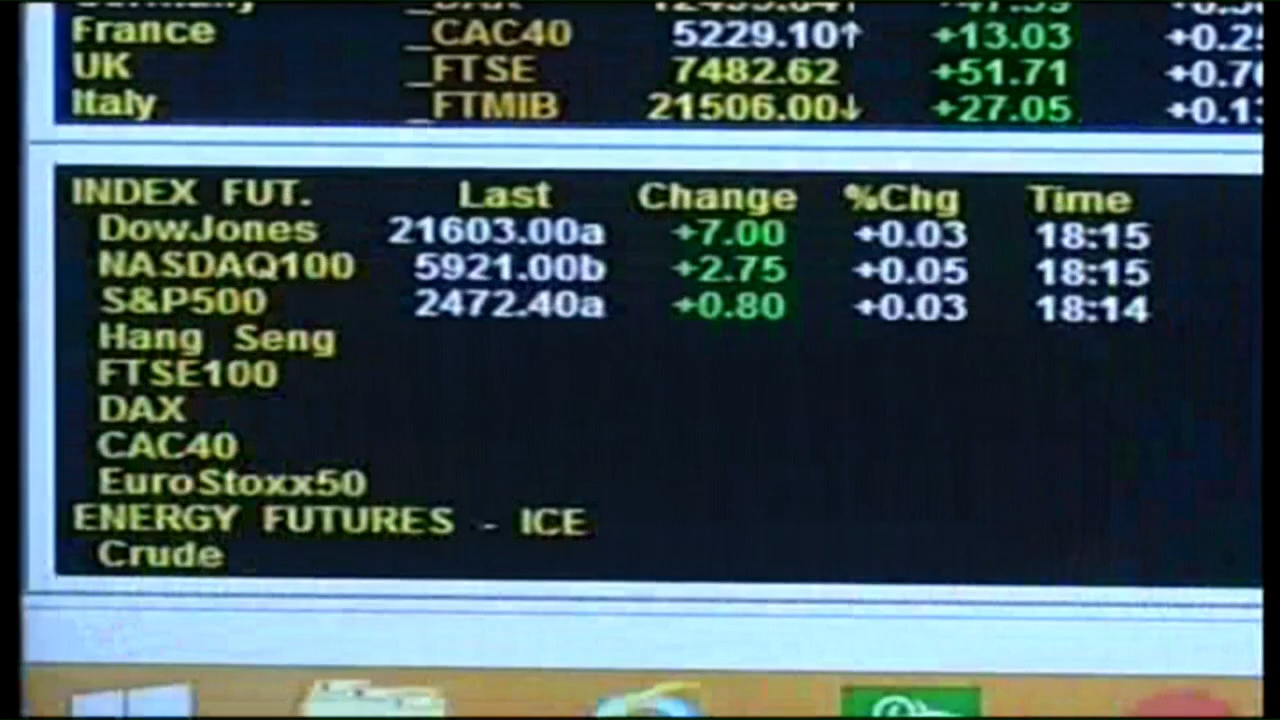 France _CAC40 5229.10↑ +13.03
UK _FTSE 7482.62 +51.71
Italy _FTMIB 21506.00↓ +27.05
INDEX FUT. Last Change %Chg Time
DowJones 21603.00a +7.00 +0.03 18:15
NASDAQ100 5921.00b +2.75 +0.05 18:15
S&P500 2472.40a +0.80 +0.03 18:14
Hang Seng
FTSE100
DAX
CAC40
EuroStoxx50
ENERGY FUTURES - ICE
Crude